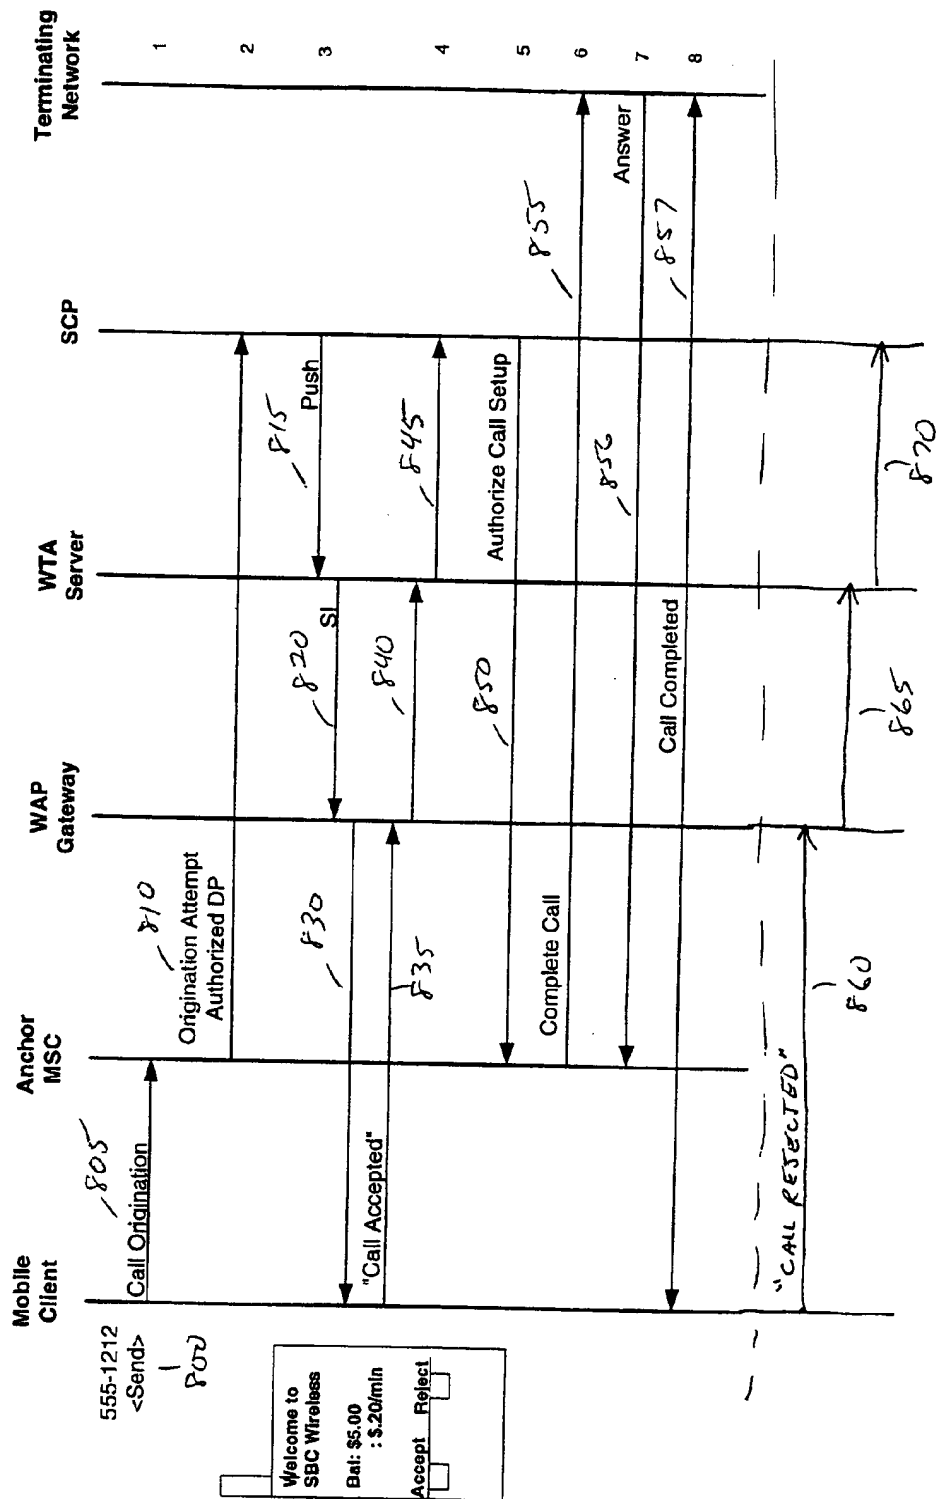 Mobile
Client
Anchor
MSC
WAP
Gateway
WTA
Server
SCP
Terminating
Network
555-1212
<Send>
800
Welcome to
SBC Wireless
Bal: $5.00
: $.20/min
Accept Reject
805
Call Origination
1
810
Origination Attempt
Authorized DP
2
815
Push
3
820
SI
830
"Call Accepted"
835
840
845
4
Authorize Call Setup
850
5
Complete Call
855
6
Answer
856
7
Call Completed
857
8
"CALL REJECTED"
860
865
870